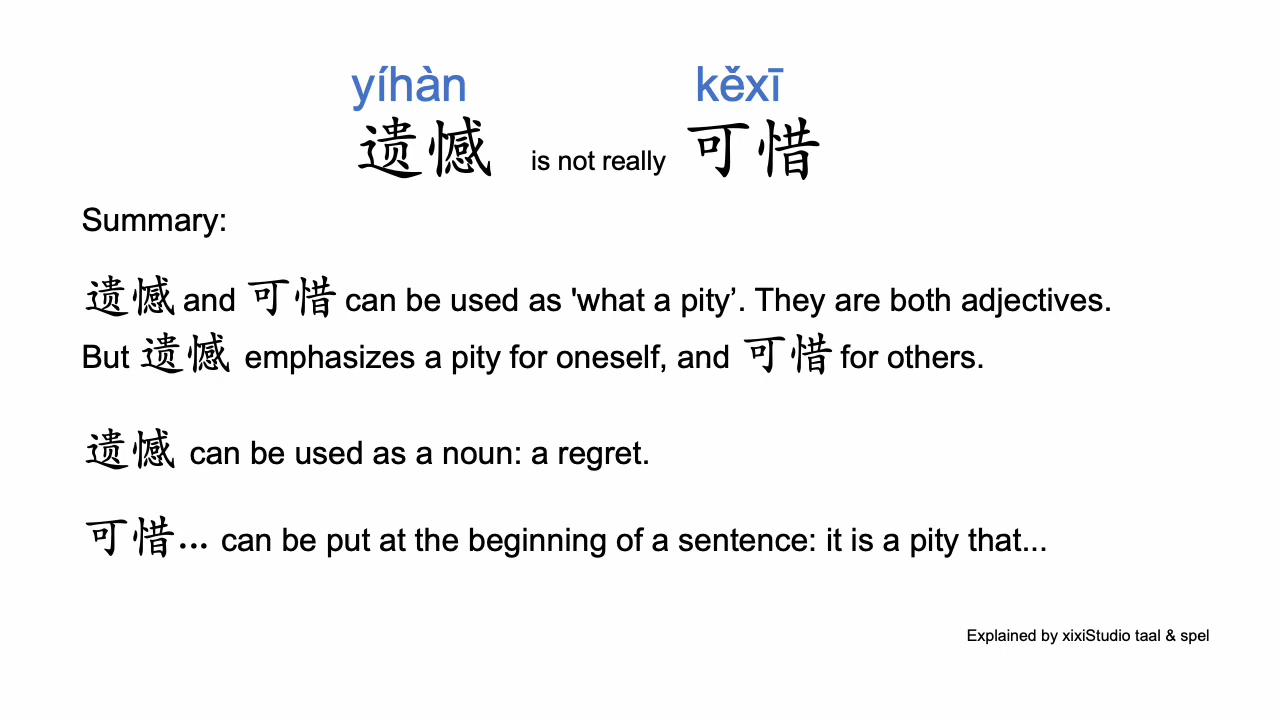 yíhàn kěxī
遗憾 is not really 可惜
Summary:
遗憾 and 可惜 can be used as 'what a pity’. They are both adjectives.
But 遗憾 emphasizes a pity for oneself, and 可惜 for others.
遗憾 can be used as a noun: a regret.
可惜... can be put at the beginning of a sentence: it is a pity that...
Explained by xixiStudio taal & spel